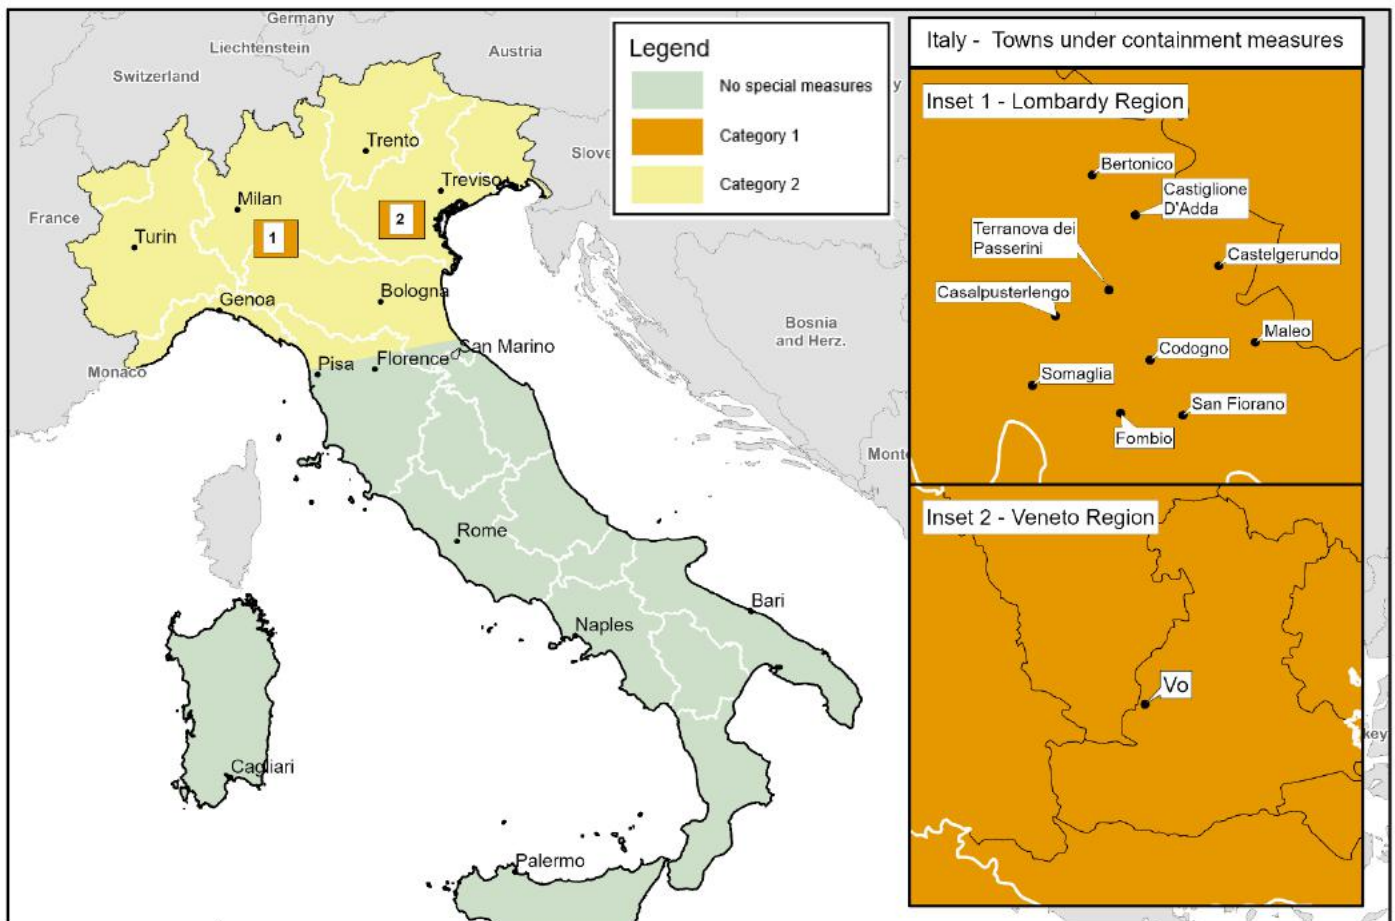 Germany
Liechtenstein
Austria
Switzerland
Slove
France
Monaco
Bosnia
and Herz.
Mont
y
key
Trento
Treviso
Milan
Turin
1
2
Genoa
Bologna
Pisa
Florence
San Marino
Rome
Naples
Bari
Cagliari
Palermo
Legend
No special measures
Category 1
Category 2
Italy - Towns under containment measures
Inset 1 - Lombardy Region
Bertonico
Castiglione
D'Adda
Terranova dei
Passerini
Castelgerundo
Casalpusterlengo
Maleo
Codogno
Somaglia
San Fiorano
Fombio
Inset 2 - Veneto Region
Vo